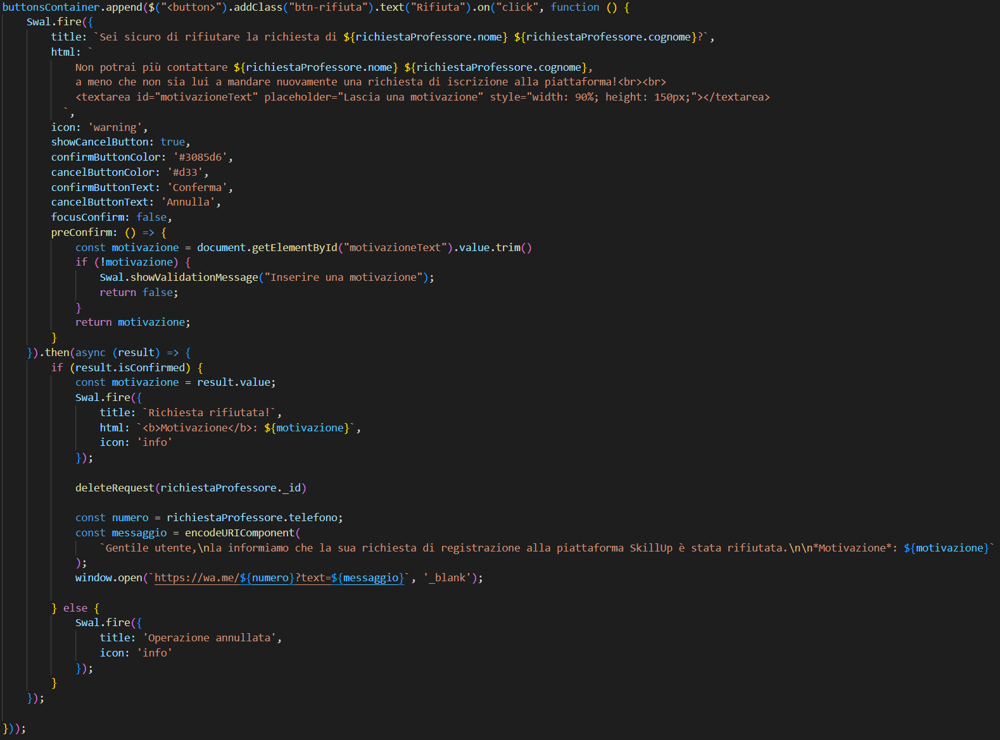 buttonsContainer.append($("<button>").addClass("btn-rifiuta").text("Rifiuta").on("click", function () {
    Swal.fire({
        title: `Sei sicuro di rifiutare la richiesta di ${richiestaProfessore.nome} ${richiestaProfessore.cognome}?`,
        html: `
            Non potrai più contattare ${richiestaProfessore.nome} ${richiestaProfessore.cognome},
            a meno che non sia lui a mandare nuovamente una richiesta di iscrizione alla piattaforma!<br><br>
            <textarea id="motivazioneText" placeholder="Lascia una motivazione" style="width: 90%; height: 150px;"></textarea>
          `,
        icon: 'warning',
        showCancelButton: true,
        confirmButtonColor: '#3085d6',
        cancelButtonColor: '#d33',
        confirmButtonText: 'Conferma',
        cancelButtonText: 'Annulla',
        focusConfirm: false,
        preConfirm: () => {
            const motivazione = document.getElementById("motivazioneText").value.trim()
            if (!motivazione) {
                Swal.showValidationMessage("Inserire una motivazione");
                return false;
            }
            return motivazione;
        }
    }).then(async (result) => {
        if (result.isConfirmed) {
            const motivazione = result.value;
            Swal.fire({
                title: `Richiesta rifiutata!`,
                html: `<b>Motivazione</b>: ${motivazione}`,
                icon: 'info'
            });

            deleteRequest(richiestaProfessore._id)

            const numero = richiestaProfessore.telefono;
            const messaggio = encodeURIComponent(
                `Gentile utente,\nla informiamo che la sua richiesta di registrazione alla piattaforma SkillUp è stata rifiutata.\n\n*Motivazione*: ${motivazione}`
            );
            window.open(`https://wa.me/${numero}?text=${messaggio}`, '_blank');

        } else {
            Swal.fire({
                title: 'Operazione annullata',
                icon: 'info'
            });
        }
    });

}));